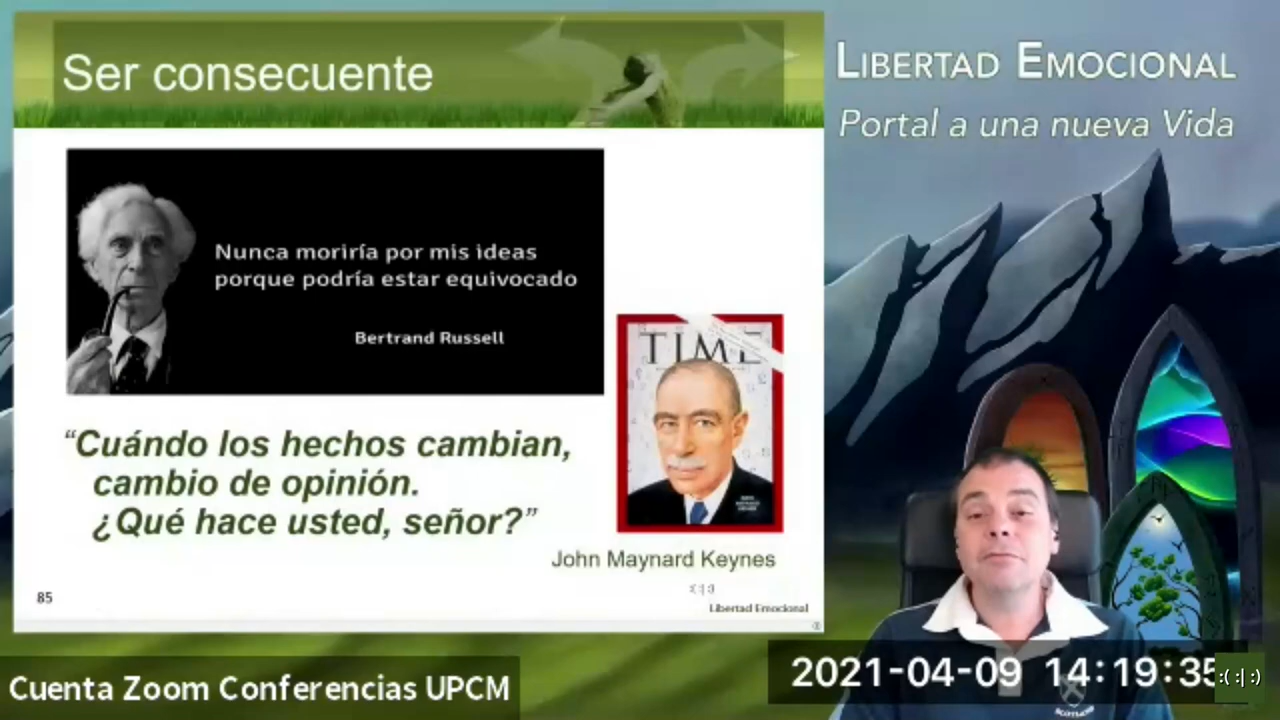 Ser consecuente
LIBERTAD EMOCIONAL
Portal a una nueva Vida
Nunca moriría por mis ideas
porque podría estar equivocado
Bertrand Russell
TIME
“Cuándo los hechos cambian,
cambio de opinión.
¿Qué hace usted, señor?”
John Maynard Keynes
85
Libertad Emocional
Cuenta Zoom Conferencias UPCM
2021-04-09 14:19:35
:( :| :)
SCOTLAND